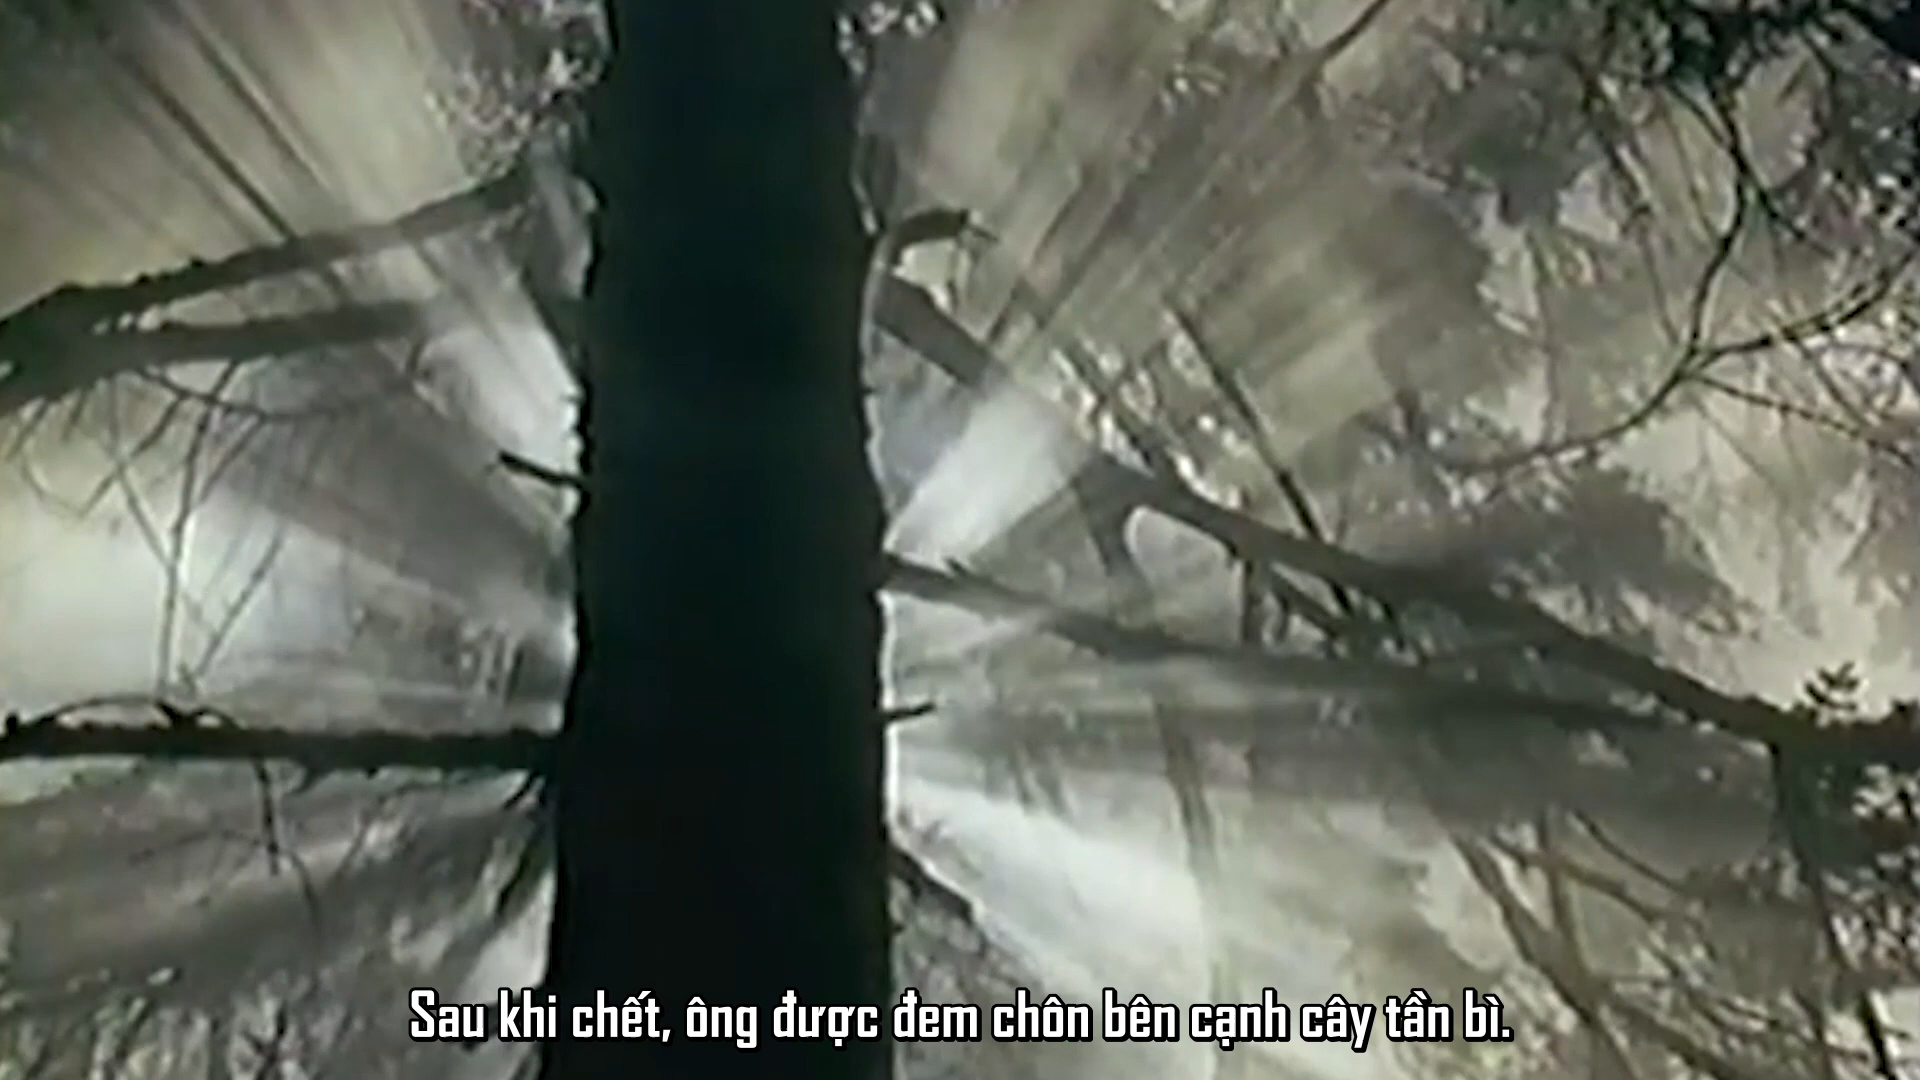 Sau khi chết, ông được đem chôn bên cạnh cây tần bì.